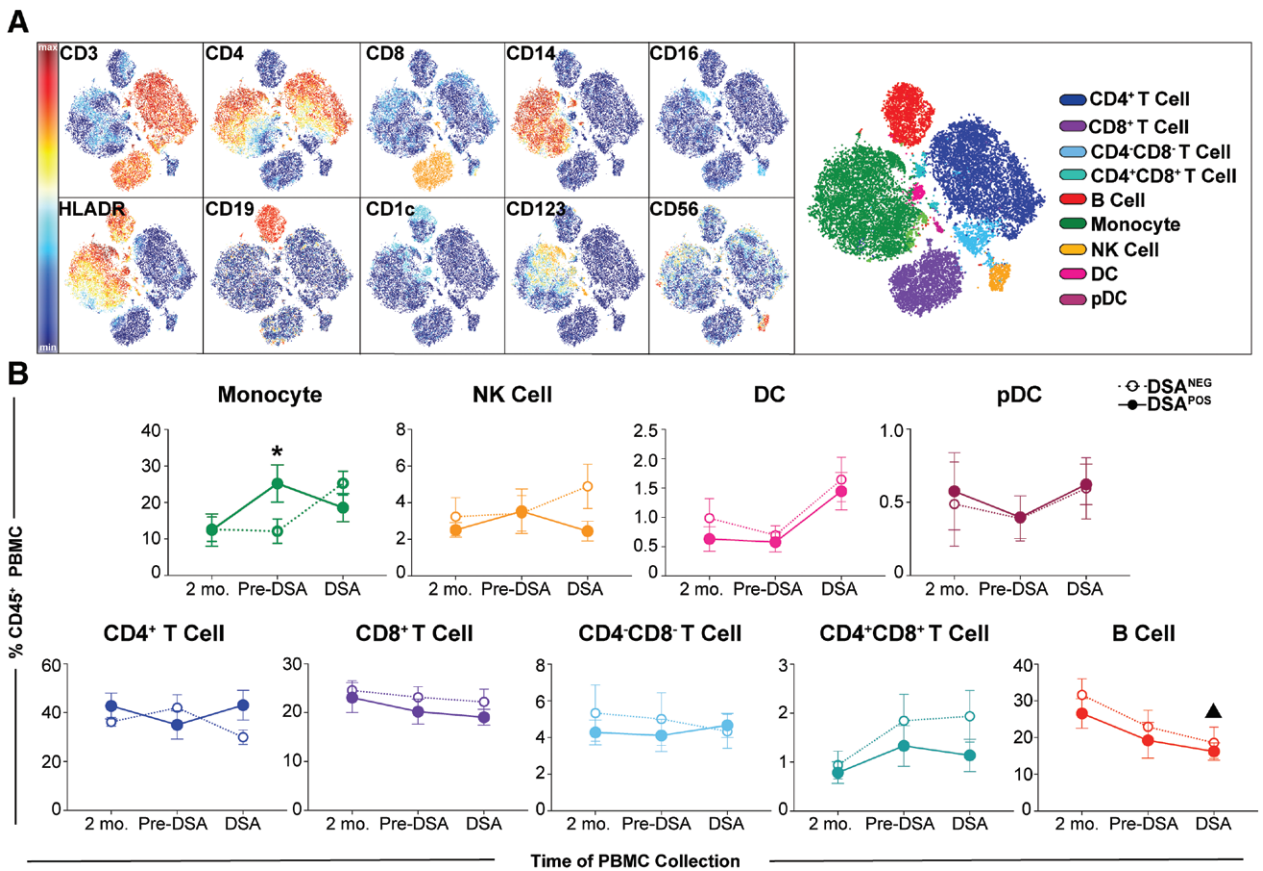 A
max
CD3
CD4
CD8
CD14
CD16
HLADR
CD19
CD1c
CD123
CD56
min
CD4⁺ T Cell
CD8⁺ T Cell
CD4⁻CD8⁻ T Cell
CD4⁺CD8⁺ T Cell
B Cell
Monocyte
NK Cell
DC
pDC
B
% CD45⁺ PBMC
DSAᴺᴱᴳ
DSAᴾᴼˢ
Monocyte
*
40
30
20
10
0
2 mo. Pre-DSA DSA
NK Cell
8
6
4
2
0
2 mo. Pre-DSA DSA
DC
2.5
2.0
1.5
1.0
0.5
0
2 mo. Pre-DSA DSA
pDC
1.0
0.5
0
2 mo. Pre-DSA DSA
CD4⁺ T Cell
60
40
20
0
2 mo. Pre-DSA DSA
CD8⁺ T Cell
30
20
10
0
2 mo. Pre-DSA DSA
CD4⁻CD8⁻ T Cell
8
6
4
2
0
2 mo. Pre-DSA DSA
CD4⁺CD8⁺ T Cell
3
2
1
0
2 mo. Pre-DSA DSA
B Cell
40
30
20
10
0
2 mo. Pre-DSA DSA
Time of PBMC Collection